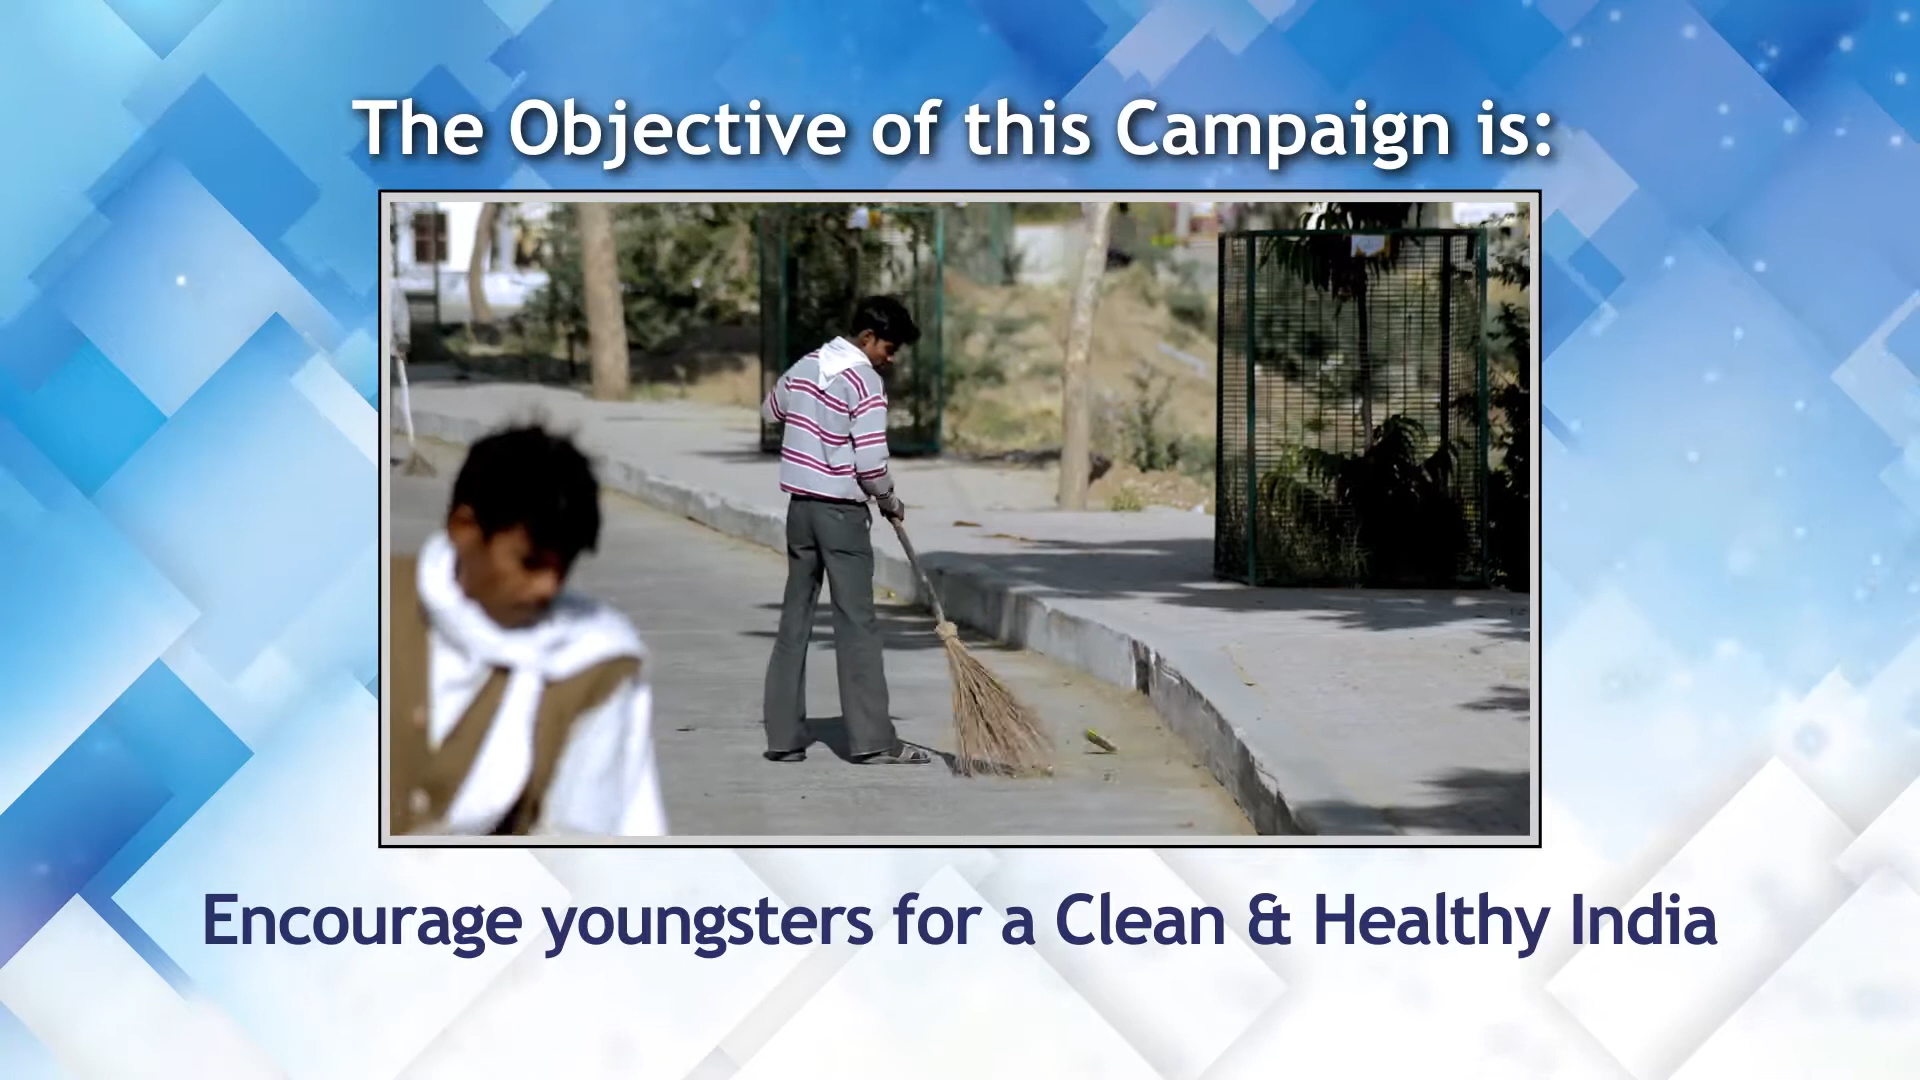 The Objective of this Campaign is:
Encourage youngsters for a Clean & Healthy India